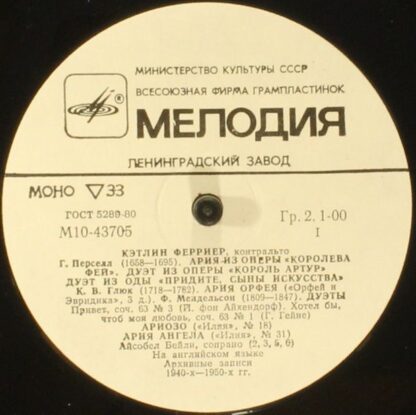 МИНИСТЕРСТВО КУЛЬТУРЫ СССР
ВСЕСОЮЗНАЯ ФИРМА ГРАМПЛАСТИНОК
®
МЕЛОДИЯ
ЛЕНИНГРАДСКИЙ ЗАВОД
МОНО ▽ 33
ГОСТ 5289-80
Гр. 2. 1-00
М10-43705
I
КЭТЛИН ФЕРРИЕР, контральто
Г. Перселл (1658—1695). АРИЯ ИЗ ОПЕРЫ «КОРОЛЕВА
ФЕЙ». ДУЭТ ИЗ ОПЕРЫ «КОРОЛЬ АРТУР»
ДУЭТ ИЗ ОДЫ «ПРИДИТЕ, СЫНЫ ИСКУССТВА»
К. В. Глюк (1718—1782). АРИЯ ОРФЕЯ («Орфей и
Эвридика», 3 д.). Ф. Мендельсон (1809—1847). ДУЭТЫ
Привет, соч. 63 № 3 (Й. фон Айхендорф). Хотел бы,
чтоб моя любовь, соч. 63 № 1 (Г. Гейне)
АРИОЗО («Илия», № 18)
АРИЯ АНГЕЛА («Илия», № 31)
Айсобел Бейли, сопрано (2, 3, 5, 6)
На английском языке
Архивные записи
1940-х—1950-х гг.